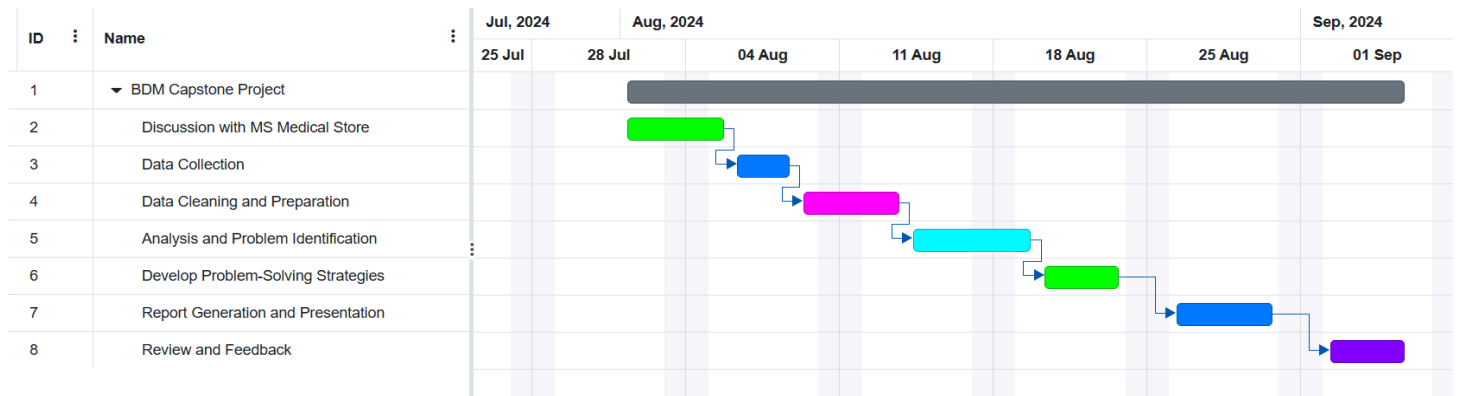 ID Name
Jul, 2024 Aug, 2024 Sep, 2024
25 Jul 28 Jul 04 Aug 11 Aug 18 Aug 25 Aug 01 Sep
1 BDM Capstone Project
2 Discussion with MS Medical Store
3 Data Collection
4 Data Cleaning and Preparation
5 Analysis and Problem Identification
6 Develop Problem-Solving Strategies
7 Report Generation and Presentation
8 Review and Feedback